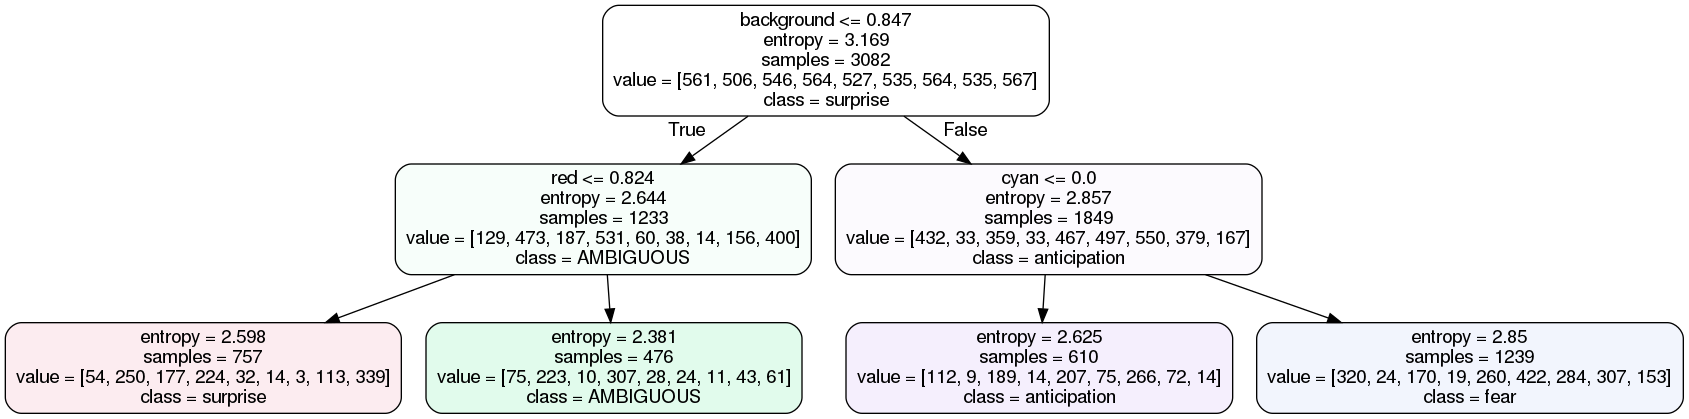 background <= 0.847
entropy = 3.169
samples = 3082
value = [561, 506, 546, 564, 527, 535, 564, 535, 567]
class = surprise
True
False
red <= 0.824
entropy = 2.644
samples = 1233
value = [129, 473, 187, 531, 60, 38, 14, 156, 400]
class = AMBIGUOUS
cyan <= 0.0
entropy = 2.857
samples = 1849
value = [432, 33, 359, 33, 467, 497, 550, 379, 167]
class = anticipation
entropy = 2.598
samples = 757
value = [54, 250, 177, 224, 32, 14, 3, 113, 339]
class = surprise
entropy = 2.381
samples = 476
value = [75, 223, 10, 307, 28, 24, 11, 43, 61]
class = AMBIGUOUS
entropy = 2.625
samples = 610
value = [112, 9, 189, 14, 207, 75, 266, 72, 14]
class = anticipation
entropy = 2.85
samples = 1239
value = [320, 24, 170, 19, 260, 422, 284, 307, 153]
class = fear